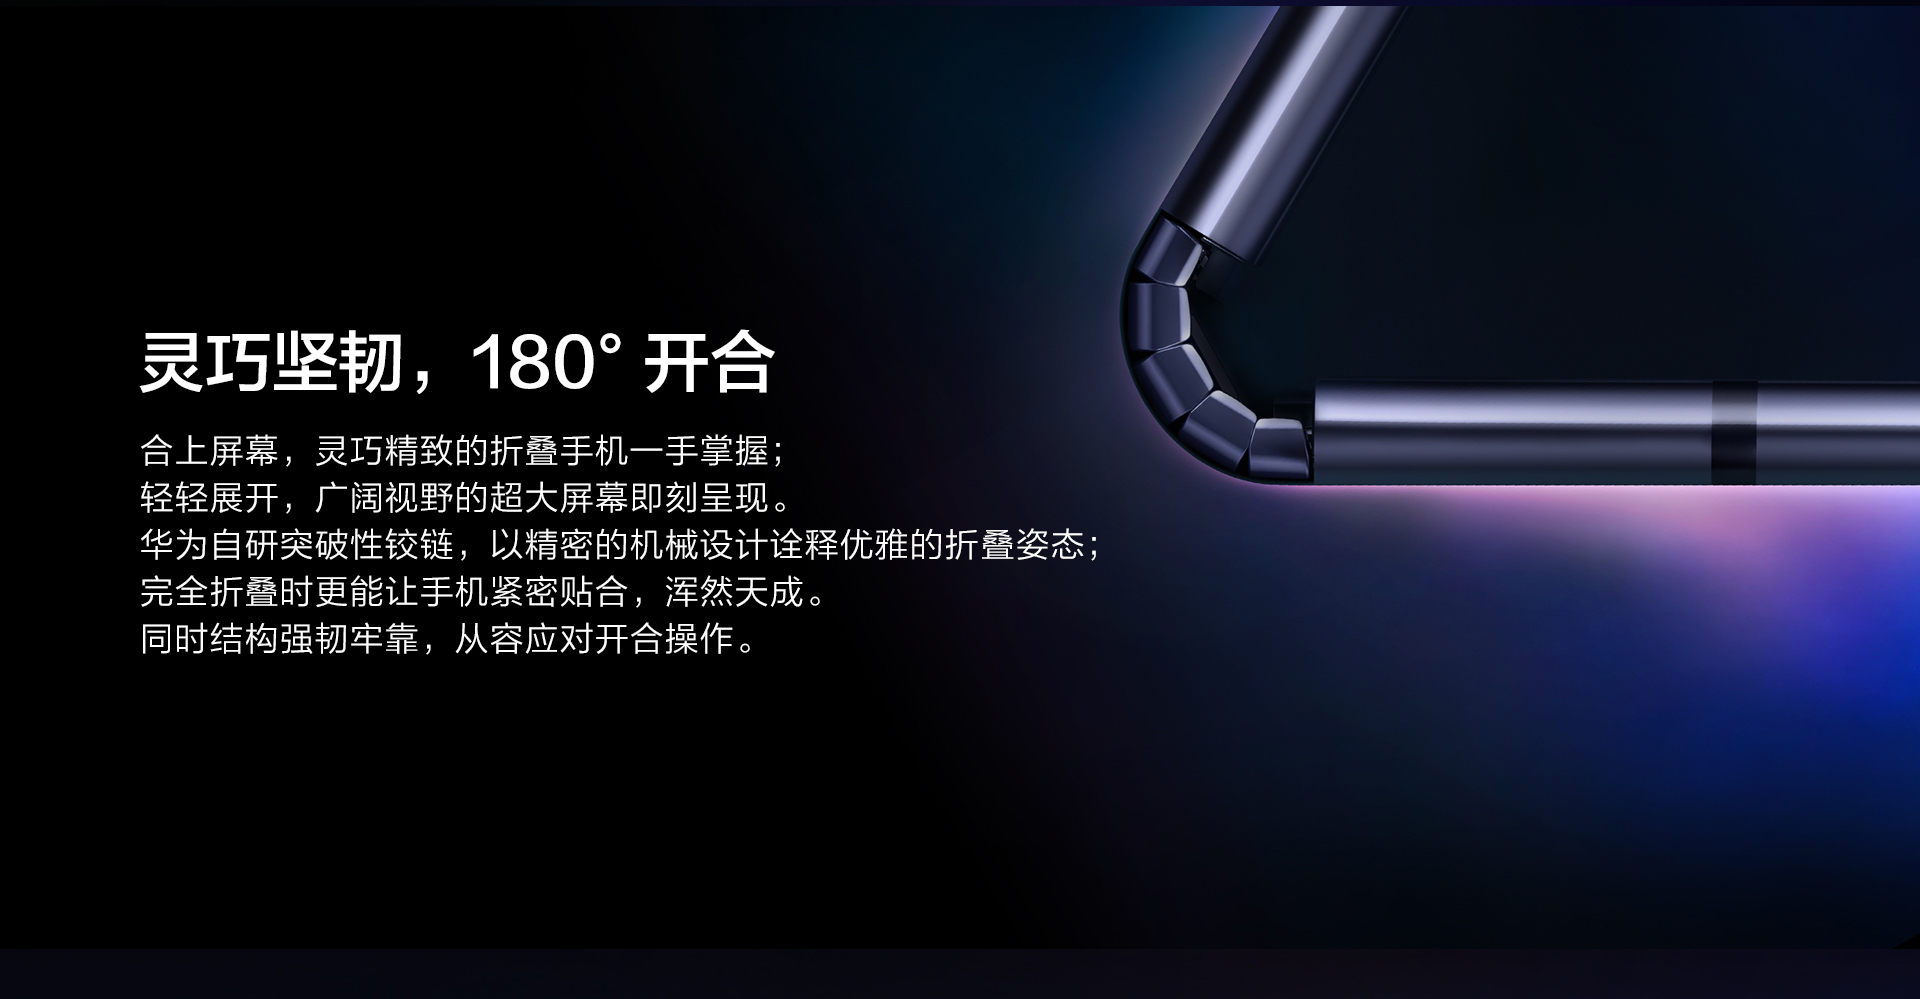 灵巧坚韧，180° 开合
合上屏幕，灵巧精致的折叠手机一手掌握；
轻轻展开，广阔视野的超大屏幕即刻呈现。
华为自研突破性铰链，以精密的机械设计诠释优雅的折叠姿态；
完全折叠时更能让手机紧密贴合，浑然天成。
同时结构强韧牢靠，从容应对开合操作。